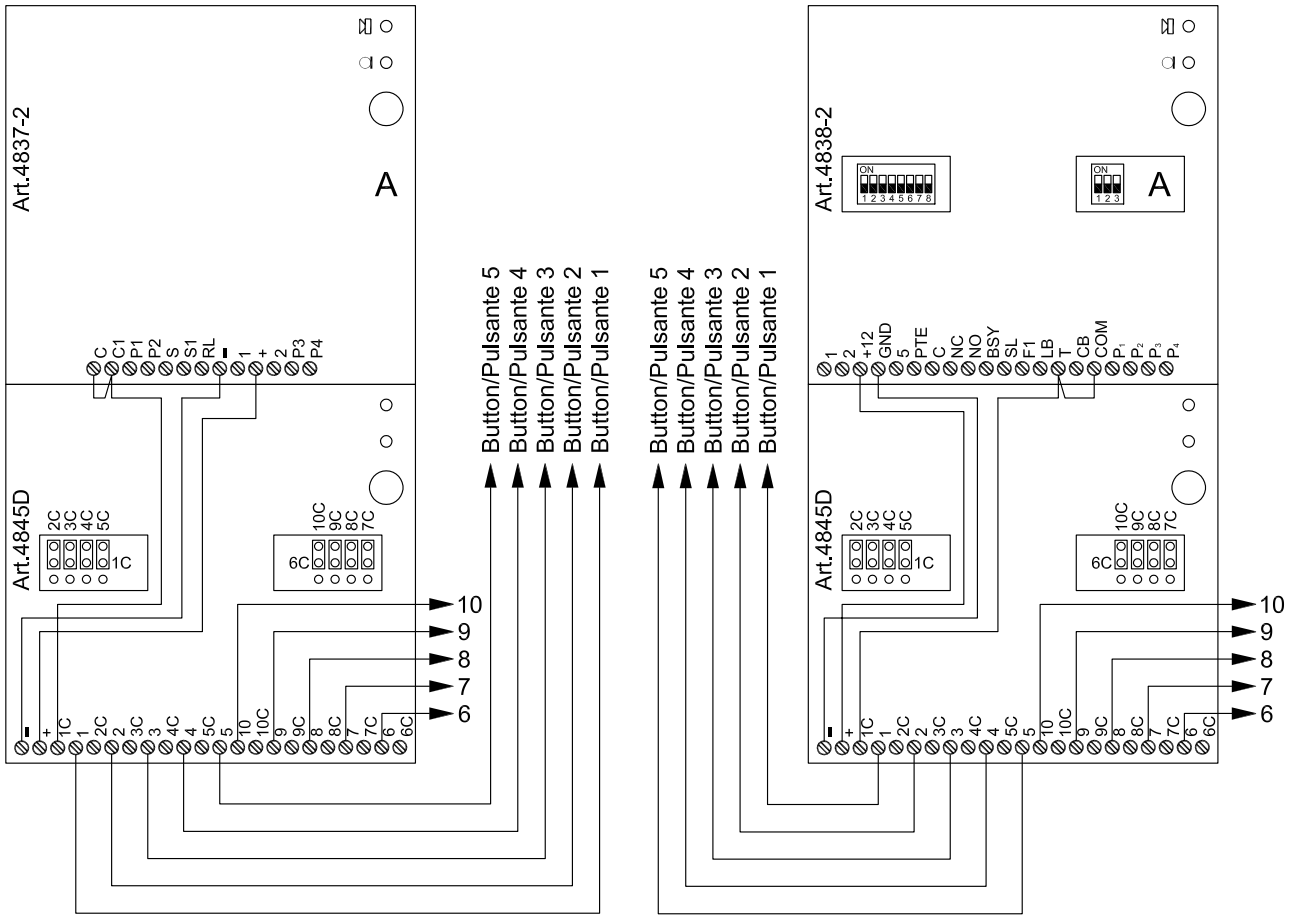 Art.4837-2
A
C
C1
P1
P2
S
S1
RL
-
1
+
2
P3
P4
Art.4845D
2C
3C
4C
5C
1C
10C
9C
8C
7C
6C
10
9
8
7
6
-
+
1C
1
2C
2
3C
3
4C
4
5C
5
10
10C
9
9C
8
8C
7
7C
6
6C
Button/Pulsante 5
Button/Pulsante 4
Button/Pulsante 3
Button/Pulsante 2
Button/Pulsante 1
Button/Pulsante 5
Button/Pulsante 4
Button/Pulsante 3
Button/Pulsante 2
Button/Pulsante 1
Art.4838-2
ON
1 2 3 4 5 6 7 8
ON
1 2 3
A
1
2
+12
GND
5
PTE
C
NC
NO
BSY
SL
F1
LB
T
CB
COM
P1
P2
P3
P4
Art.4845D
2C
3C
4C
5C
1C
10C
9C
8C
7C
6C
10
9
8
7
6
-
+
1C
1
2C
2
3C
3
4C
4
5C
5
10
10C
9
9C
8
8C
7
7C
6
6C